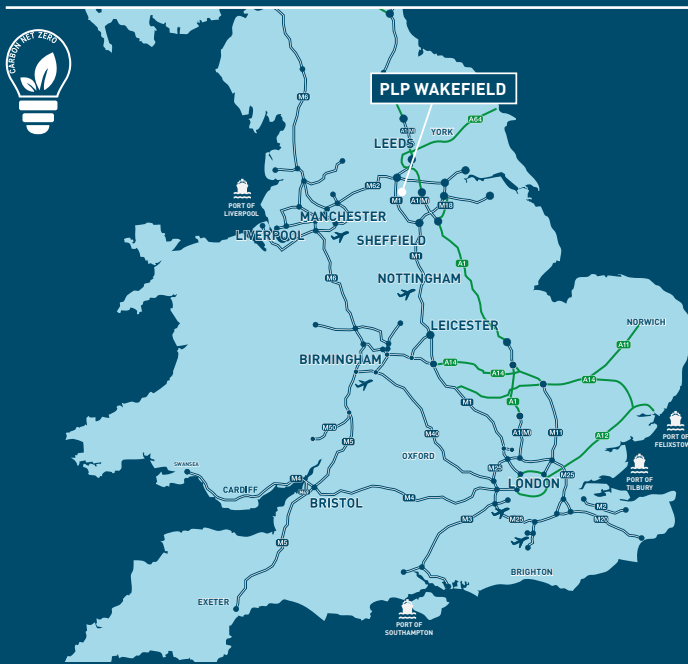 CARBON NET ZERO
M6
PLP WAKEFIELD
A64
A1(M)
YORK
LEEDS
M62
M1
A1(M)
M18
PORT OF
LIVERPOOL
MANCHESTER
LIVERPOOL
SHEFFIELD
M1
A1
M6
NOTTINGHAM
LEICESTER
NORWICH
A11
BIRMINGHAM
A14
A14
A14
M1
A1
M50
M5
M40
A1(M)
M11
A12
PORT OF
FELIXSTOWE
OXFORD
SWANSEA
CARDIFF
M4
M25
M25
LONDON
PORT OF
TILBURY
BRISTOL
M4
M3
M25
M2
M20
M5
BRIGHTON
EXETER
PORT OF
SOUTHAMPTON